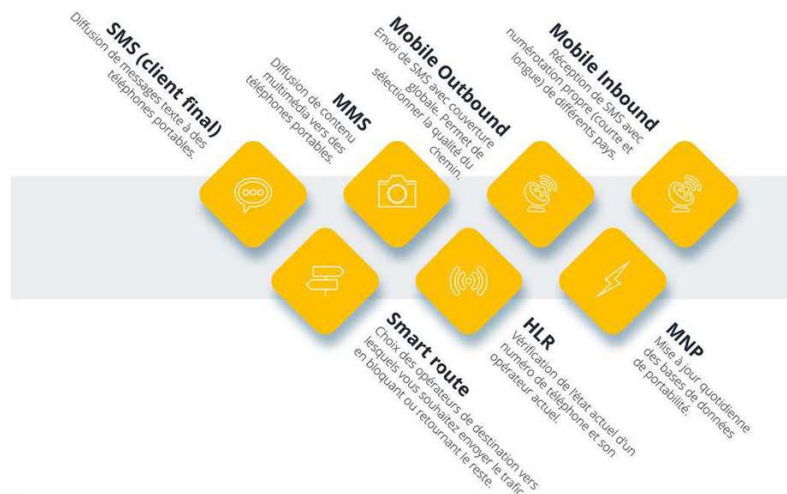 SMS (client final)
Diffusion de messages texte à des
téléphones portables.
MMS
Diffusion de contenu
multimédia vers des
téléphones portables.
Mobile Outbound
Envoi de SMS avec couverture
globale. Permet de
sélectionner la qualité du
chemin.
Mobile Inbound
Réception de SMS avec
numérotation propre (courte et
longue) de différents pays.
Smart route
Choix des opérateurs de destination vers
lesquels vous souhaitez envoyer le trafic
en bloquant ou retournant le reste.
HLR
Vérification de l'état actuel d'un
numéro de téléphone et son
opérateur actuel.
MNP
Mise à jour quotidienne
des bases de données
de portabilité.